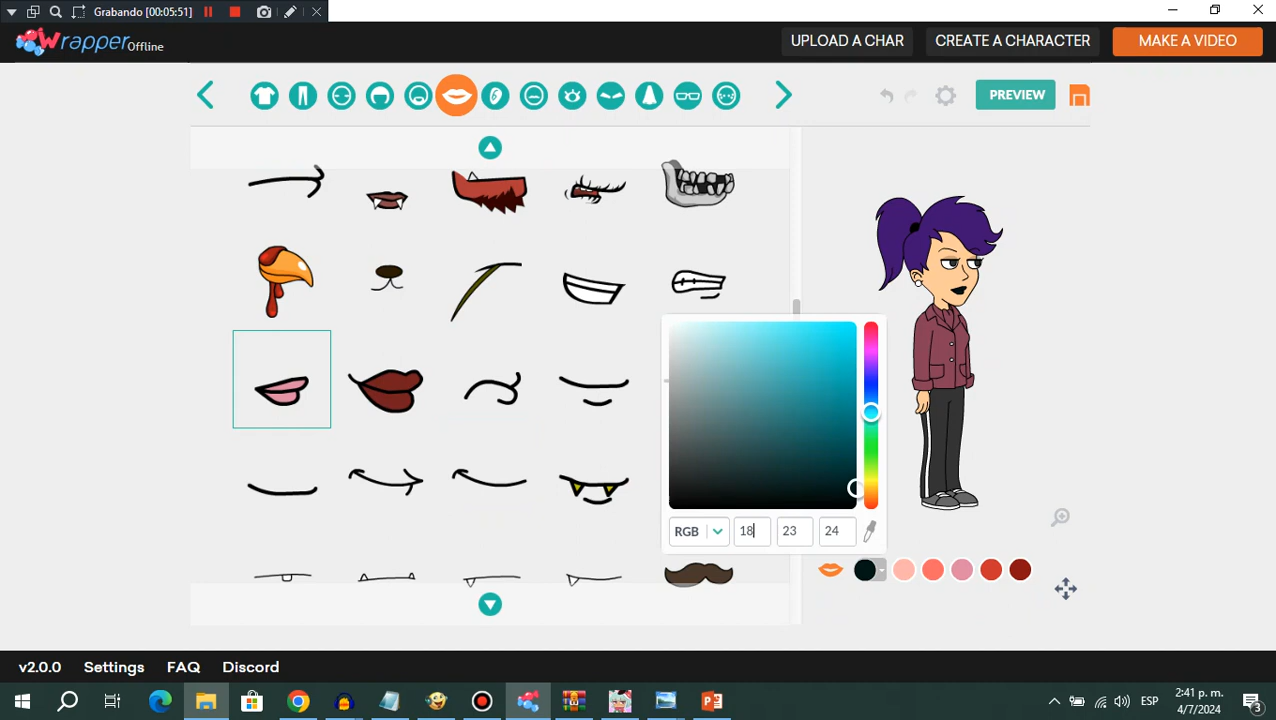 Grabando [00:05:51]
Wrapper Offline
UPLOAD A CHAR
CREATE A CHARACTER
MAKE A VIDEO
PREVIEW
RGB 18 23 24
v2.0.0 Settings FAQ Discord
ESP
2:41 p. m.
4/7/2024
3